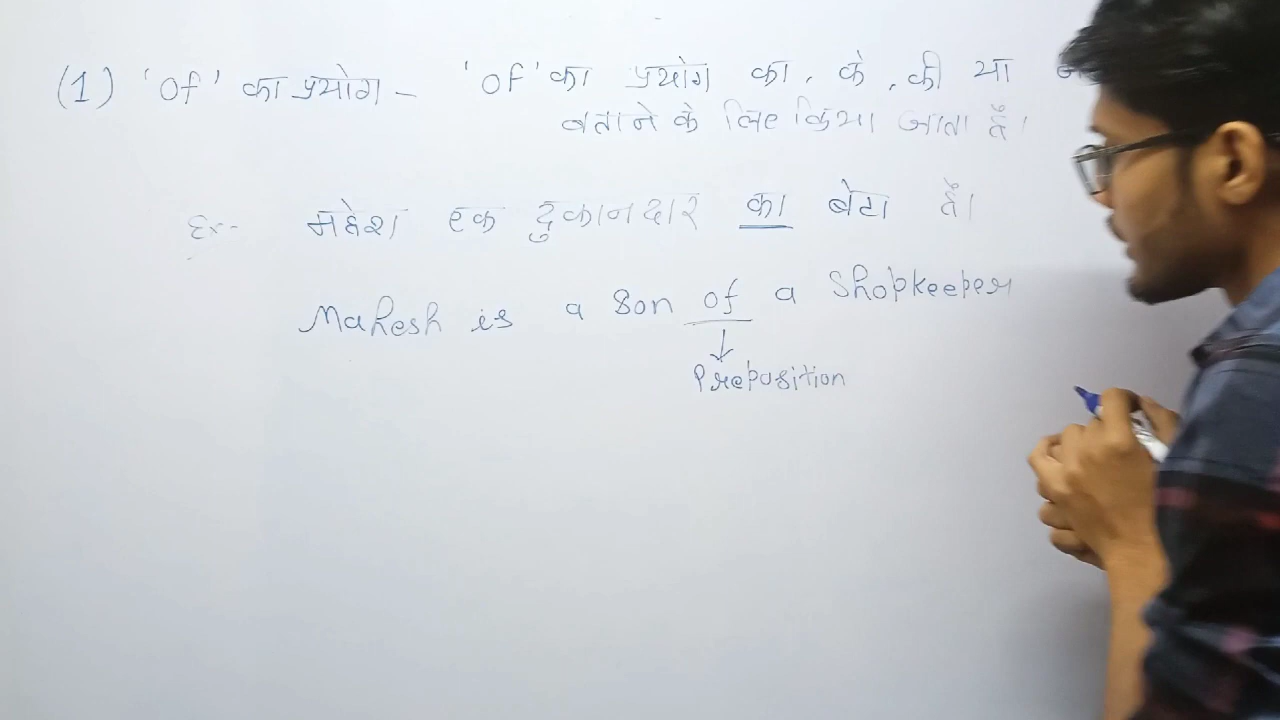 (1) 'of' का प्रयोग - 'of' का प्रयोग का, के, की या
बताने के लिए किया जाता है।
Ex- महेश एक दुकानदार का बेटा है।
Mahesh is a son of a Shopkeeper
Preposition